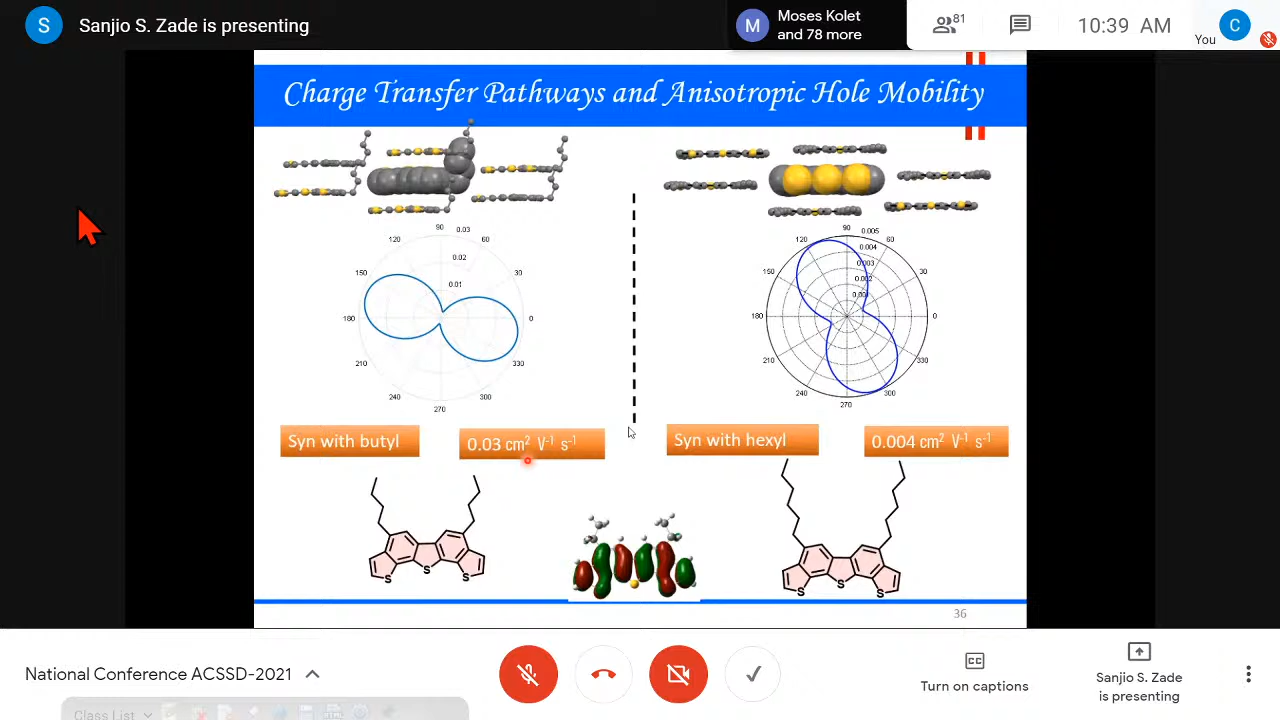 S
Sanjio S. Zade is presenting
M
Moses Kolet
and 78 more
81
10:39 AM
You
C
Charge Transfer Pathways and Anisotropic Hole Mobility
90
0.03
120
60
0.02
150
30
0.01
180
0
210
330
240
300
270
90
0.005
120
60
0.004
0.003
150
30
0.002
0.001
180
0
210
330
240
300
270
Syn with butyl
0.03 cm² V⁻¹ s⁻¹
Syn with hexyl
0.004 cm² V⁻¹ s⁻¹
S
S
S
S
S
S
36
National Conference ACSSD-2021
CC
Turn on captions
Sanjio S. Zade
is presenting
Class List
HTML